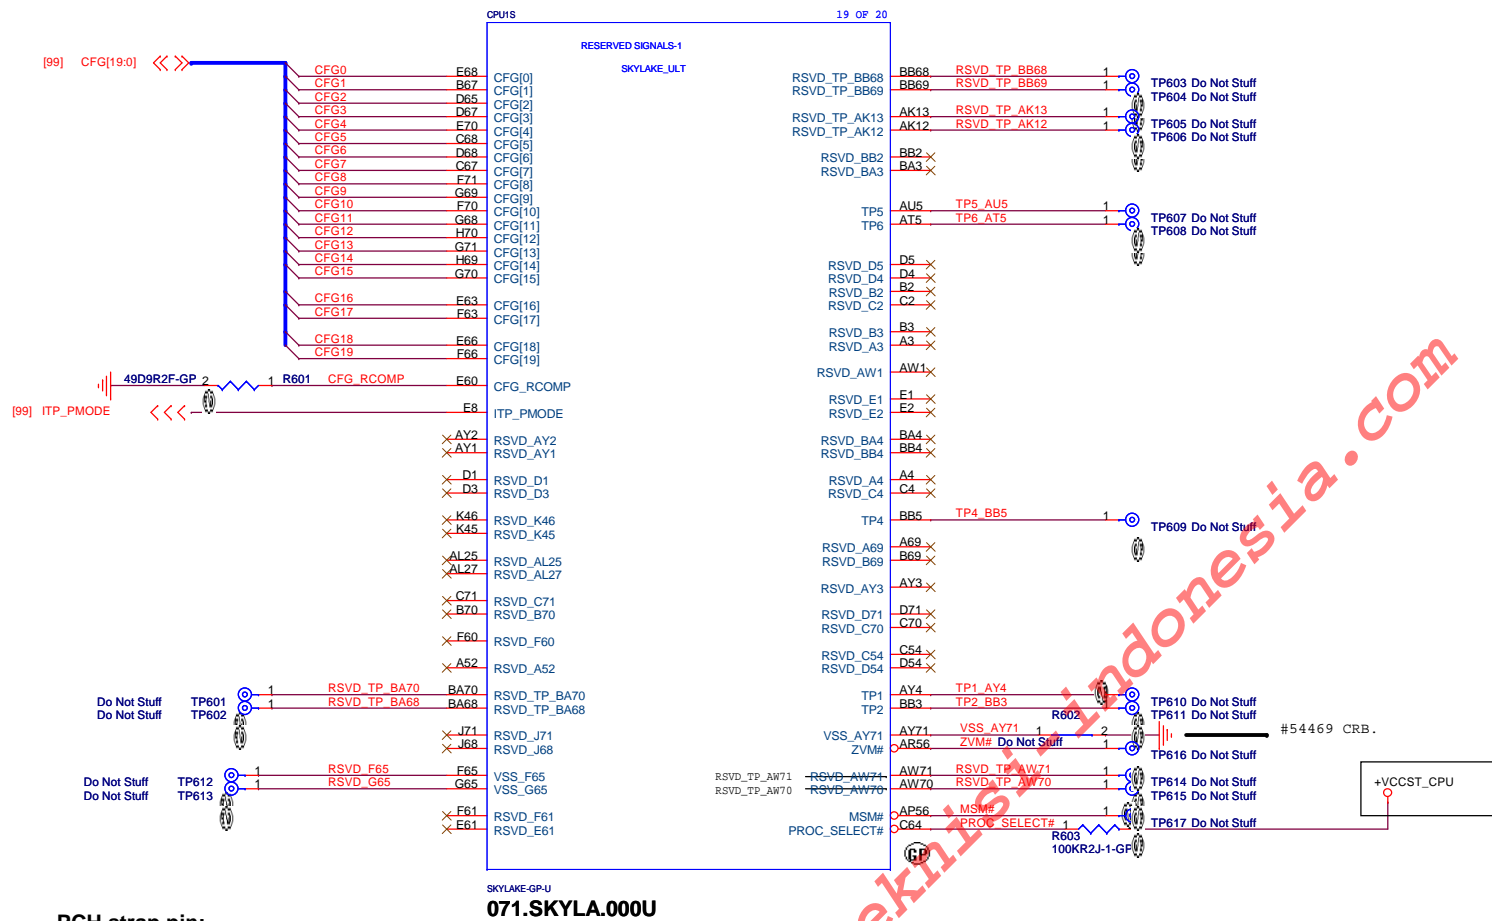 CPU1S
19 OF 20
RESERVED SIGNALS-1
SKYLAKE_ULT
[99] CFG[19:0]
CFG0 E68 CFG[0]
CFG1 B67 CFG[1]
CFG2 D65 CFG[2]
CFG3 D67 CFG[3]
CFG4 E70 CFG[4]
CFG5 C68 CFG[5]
CFG6 D68 CFG[6]
CFG7 C67 CFG[7]
CFG8 F71 CFG[8]
CFG9 G69 CFG[9]
CFG10 F70 CFG[10]
CFG11 G68 CFG[11]
CFG12 H70 CFG[12]
CFG13 G71 CFG[13]
CFG14 H69 CFG[14]
CFG15 G70 CFG[15]
CFG16 E63 CFG[16]
CFG17 F63 CFG[17]
CFG18 E66 CFG[18]
CFG19 F66 CFG[19]
49D9R2F-GP 2 1 R601 CFG_RCOMP E60 CFG_RCOMP
[99] ITP_PMODE E8 ITP_PMODE
AY2 RSVD_AY2
AY1 RSVD_AY1
D1 RSVD_D1
D3 RSVD_D3
K46 RSVD_K46
K45 RSVD_K45
AL25 RSVD_AL25
AL27 RSVD_AL27
C71 RSVD_C71
B70 RSVD_B70
F60 RSVD_F60
A52 RSVD_A52
Do Not Stuff TP601 1 RSVD_TP_BA70 BA70 RSVD_TP_BA70
Do Not Stuff TP602 1 RSVD_TP_BA68 BA68 RSVD_TP_BA68
J71 RSVD_J71
J68 RSVD_J68
Do Not Stuff TP612 1 RSVD_F65 F65 VSS_F65
Do Not Stuff TP613 1 RSVD_G65 G65 VSS_G65
F61 RSVD_F61
E61 RSVD_E61
RSVD_TP_BB68 BB68 RSVD_TP_BB68 1 TP603 Do Not Stuff
RSVD_TP_BB69 BB69 RSVD_TP_BB69 1 TP604 Do Not Stuff
RSVD_TP_AK13 AK13 RSVD_TP_AK13 1 TP605 Do Not Stuff
RSVD_TP_AK12 AK12 RSVD_TP_AK12 1 TP606 Do Not Stuff
RSVD_BB2 BB2
RSVD_BA3 BA3
TP5 AU5 TP5_AU5 1 TP607 Do Not Stuff
TP6 AT5 TP6_AT5 1 TP608 Do Not Stuff
RSVD_D5 D5
RSVD_D4 D4
RSVD_B2 B2
RSVD_C2 C2
RSVD_B3 B3
RSVD_A3 A3
RSVD_AW1 AW1
RSVD_E1 E1
RSVD_E2 E2
RSVD_BA4 BA4
RSVD_BB4 BB4
RSVD_A4 A4
RSVD_C4 C4
TP4 BB5 TP4_BB5 1 TP609 Do Not Stuff
RSVD_A69 A69
RSVD_B69 B69
RSVD_AY3 AY3
RSVD_D71 D71
RSVD_C70 C70
RSVD_C54 C54
RSVD_D54 D54
TP1 AY4 TP1_AY4 1 TP610 Do Not Stuff
TP2 BB3 TP2_BB3 1 TP611 Do Not Stuff
R602
VSS_AY71 AY71 VSS_AY71 1 2 #54469 CRB.
ZVM# AR56 ZVM# Do Not Stuff 1 TP616 Do Not Stuff
RSVD_TP_AW71 RSVD_AW71 AW71 RSVD_TP_AW71 1 TP614 Do Not Stuff
RSVD_TP_AW70 RSVD_AW70 AW70 RSVD_TP_AW70 1 TP615 Do Not Stuff
MSM# AP56 MSM# 1 TP617 Do Not Stuff
PROC_SELECT# C64 PROC_SELECT# 1
R603
100KR2J-1-GP
+VCCST_CPU
GP
SKYLAKE-GP-U
071.SKYLA.000U
PCH strap pin:
eknisi-indonesia.com